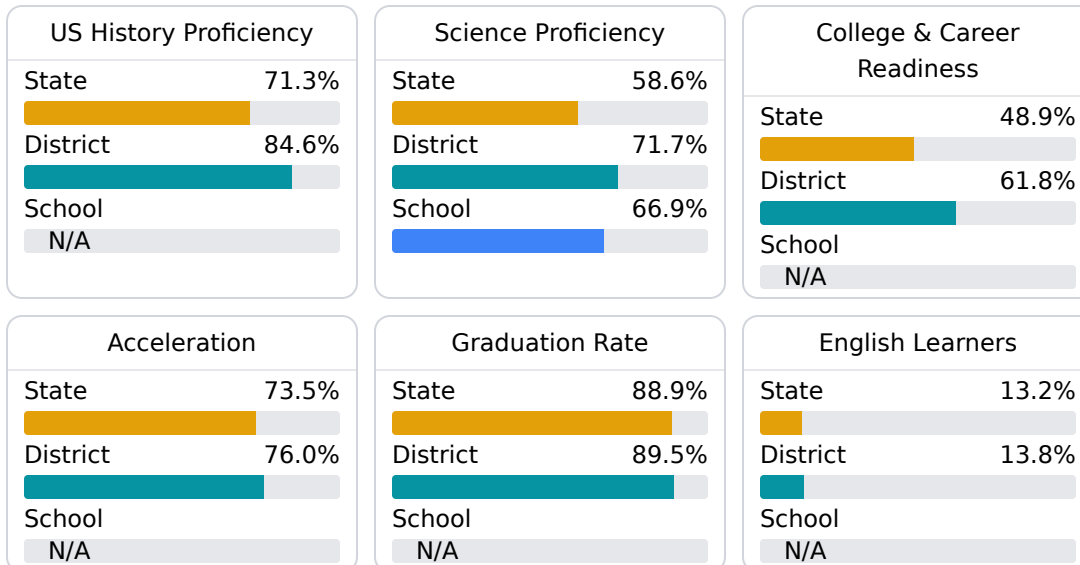 US History Proficiency
State 71.3%
District 84.6%
School
N/A
Science Proficiency
State 58.6%
District 71.7%
School 66.9%
College & Career
Readiness
State 48.9%
District 61.8%
School
N/A
Acceleration
State 73.5%
District 76.0%
School
N/A
Graduation Rate
State 88.9%
District 89.5%
School
N/A
English Learners
State 13.2%
District 13.8%
School
N/A